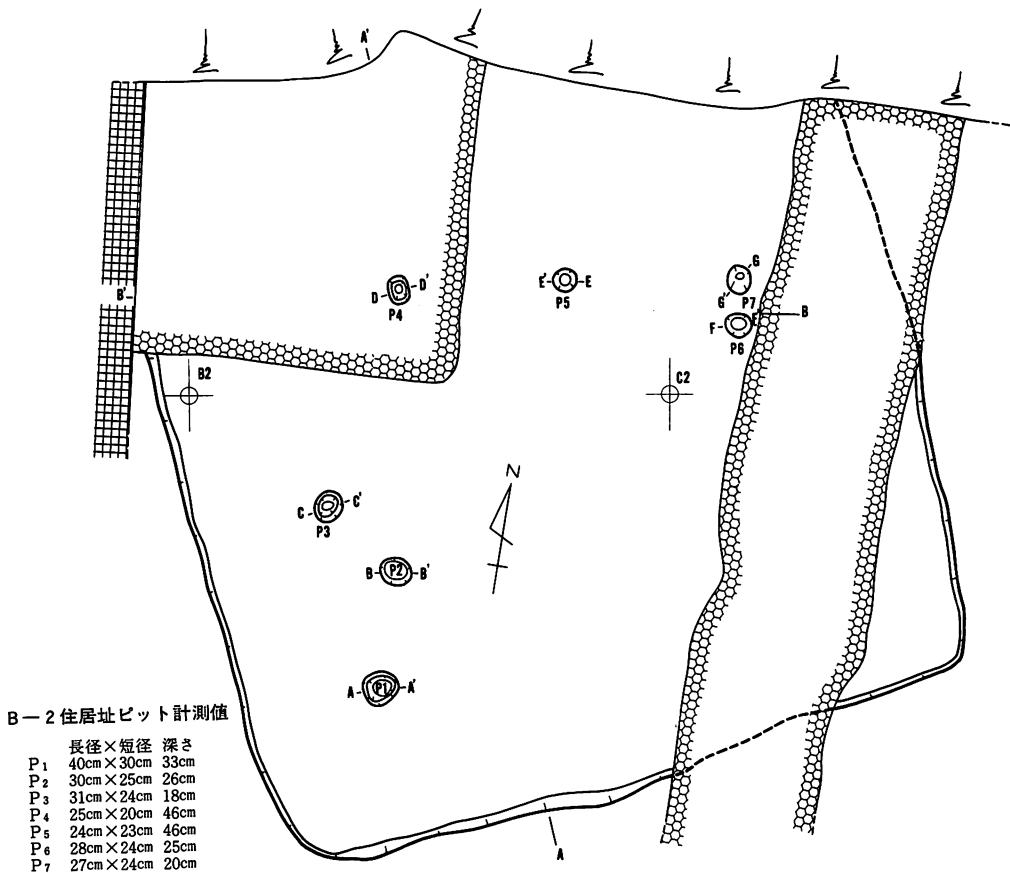 A'
B'
D D'
P4
E' E
P5
G
G' P7
E' B
F
P6
B2
C2
N
C C'
P3
B P2 B'
A P1 A'
A
B－2住居址ピット計測値
長径×短径 深さ
P1 40cm×30cm 33cm
P2 30cm×25cm 26cm
P3 31cm×24cm 18cm
P4 25cm×20cm 46cm
P5 24cm×23cm 46cm
P6 28cm×24cm 25cm
P7 27cm×24cm 20cm